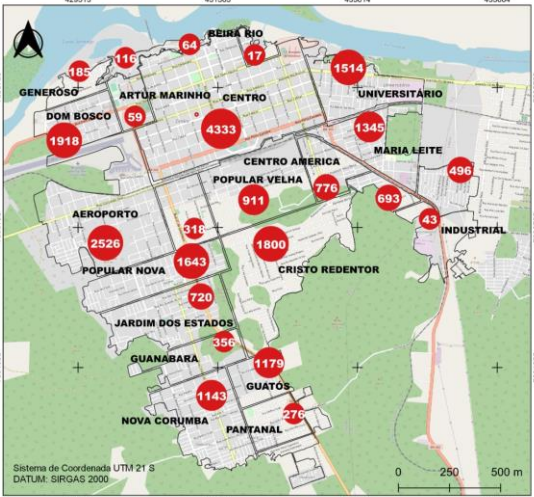 BEIRA RIO
64
17
116
185
1514
GENEROSO
ARTUR MARINHO
CENTRO
UNIVERSITÁRIO
DOM BOSCO
59
4333
1345
1918
MARIA LEITE
CENTRO AMERICA
496
POPULAR VELHA
776
911
693
AEROPORTO
43
318
INDUSTRIAL
2526
1800
1643
POPULAR NOVA
CRISTO REDENTOR
720
JARDIM DOS ESTADOS
356
GUANABARA
1179
GUATÓS
1143
276
NOVA CORUMBA
PANTANAL
Sistema de Coordenada UTM 21 S
DATUM: SIRGAS 2000
0 250 500 m